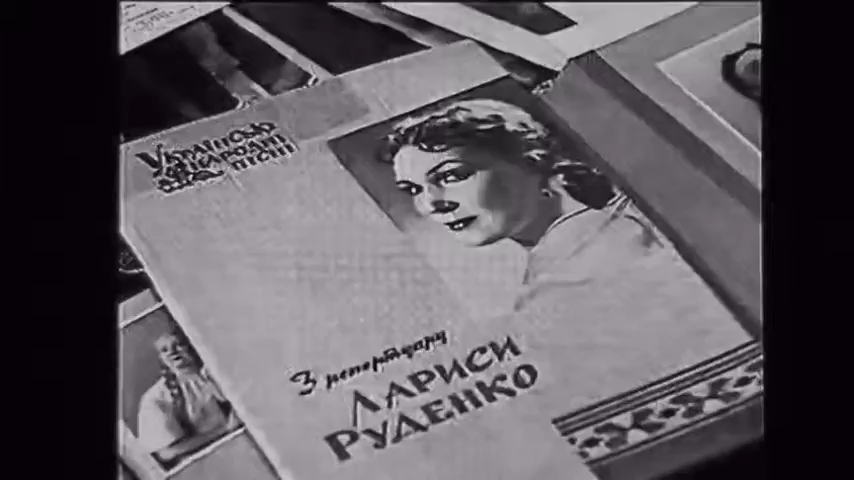 Українські
народні
пісні
З репертуару
ЛАРИСИ
РУДЕНКО